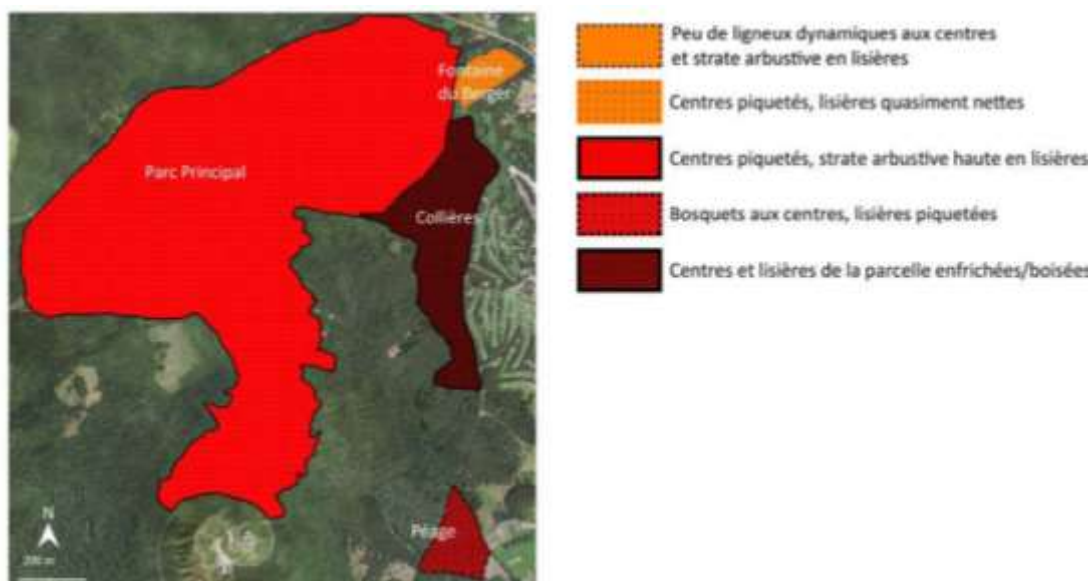 Fontaine
du Berger
Parc Principal
Collières
Péage
N
200 m
Peu de ligneux dynamiques aux centres
et strate arbustive en lisières
Centres piquetés, lisières quasiment nettes
Centres piquetés, strate arbustive haute en lisières
Bosquets aux centres, lisières piquetées
Centres et lisières de la parcelle enfrichées/boisées